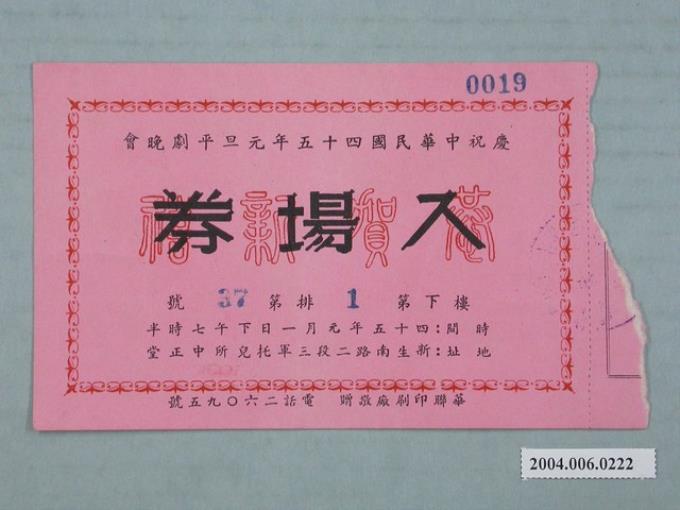 0019
慶祝中華民國四十五年元旦平劇晚會
恭賀新禧
入場券
樓下第 1 排第 37 號
時間：四十五年元月一日下午七時半
地址：新生南路二段三軍托兒所中正堂
華聯印刷廠敬贈 電話二六〇九五號
2004.006.0222